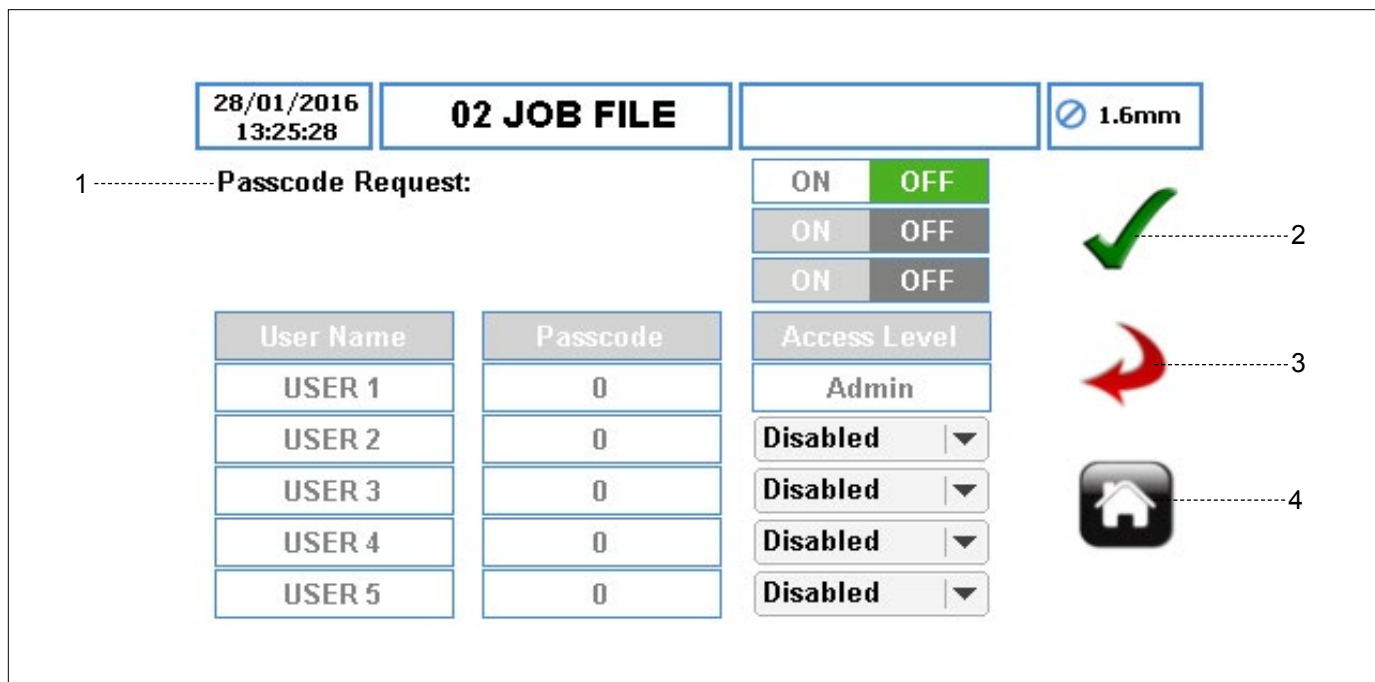 28/01/2016
13:25:28
02 JOB FILE
1.6mm
1
Passcode Request:
ON OFF
ON OFF
2
ON OFF
User Name Passcode Access Level
3
USER 1 0 Admin
USER 2 0 Disabled
USER 3 0 Disabled
4
USER 4 0 Disabled
USER 5 0 Disabled